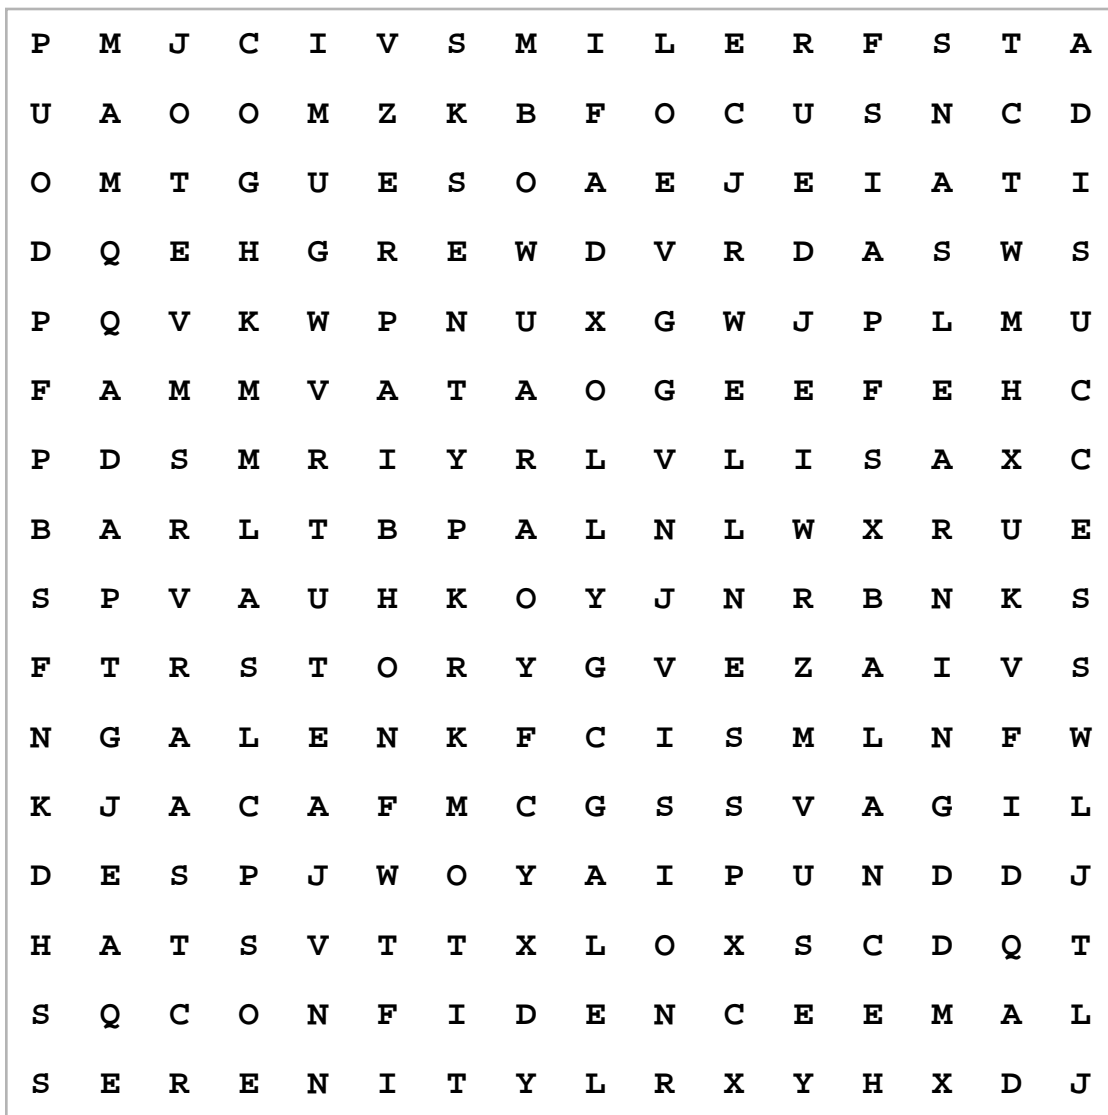 P M J C I V S M I L E R F S T A
U A O O M Z K B F O C U S N C D
O M T G U E S O A E J E I A T I
D Q E H G R E W D V R D A S W S
P Q V K W P N U X G W J P L M U
F A M M V A T A O G E E F E H C
P D S M R I Y R L V L I S A X C
B A R L T B P A L N L W X R U E
S P V A U H K O Y J N R B N K S
F T R S T O R Y G V E Z A I V S
N G A L E N K F C I S M L N F W
K J A C A F M C G S S V A G I L
D E S P J W O Y A I P U N D D J
H A T S V T T X L O X S C D Q T
S Q C O N F I D E N C E E M A L
S E R E N I T Y L R X Y H X D J